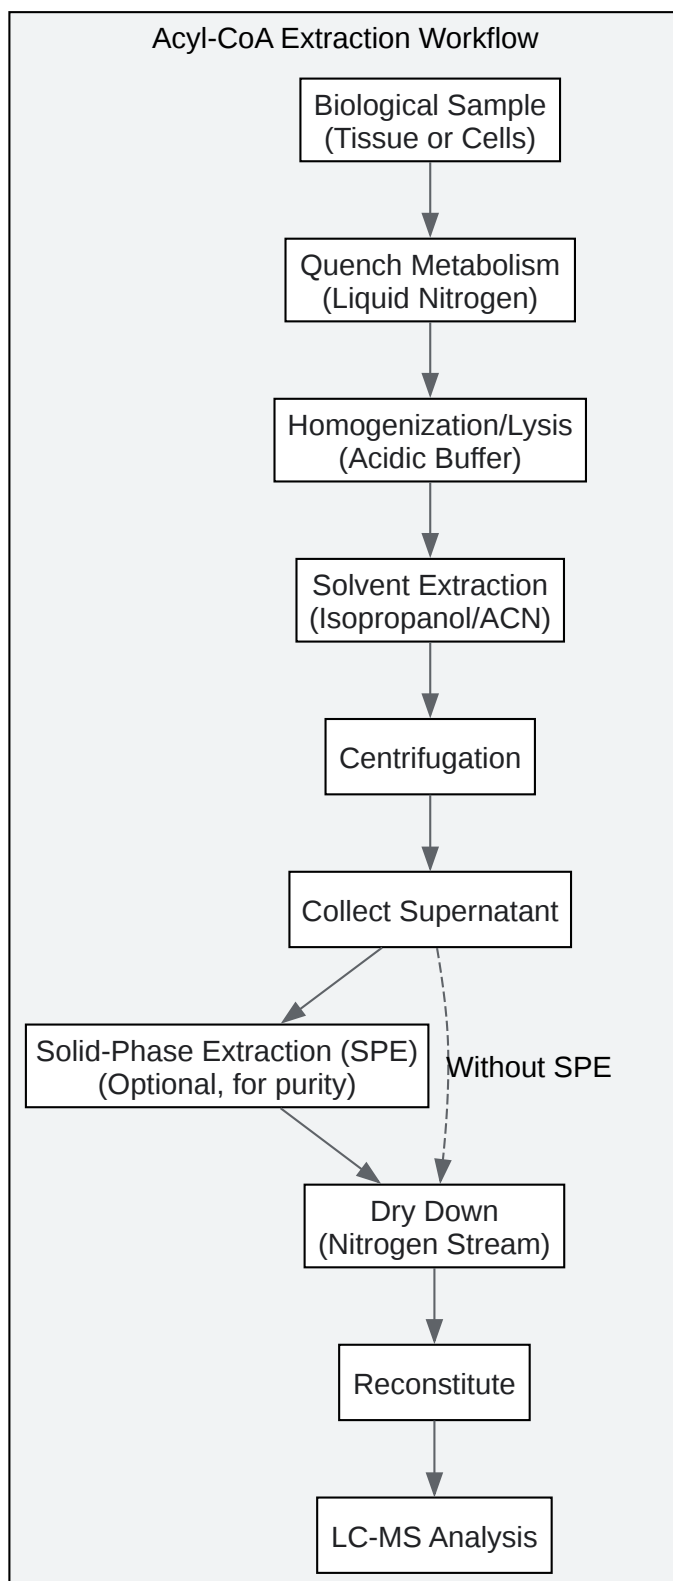 Acyl-CoA Extraction Workflow
Biological Sample
(Tissue or Cells)
Quench Metabolism
(Liquid Nitrogen)
Homogenization/Lysis
(Acidic Buffer)
Solvent Extraction
(Isopropanol/ACN)
Centrifugation
Collect Supernatant
Solid-Phase Extraction (SPE)
(Optional, for purity)
Without SPE
Dry Down
(Nitrogen Stream)
Reconstitute
LC-MS Analysis